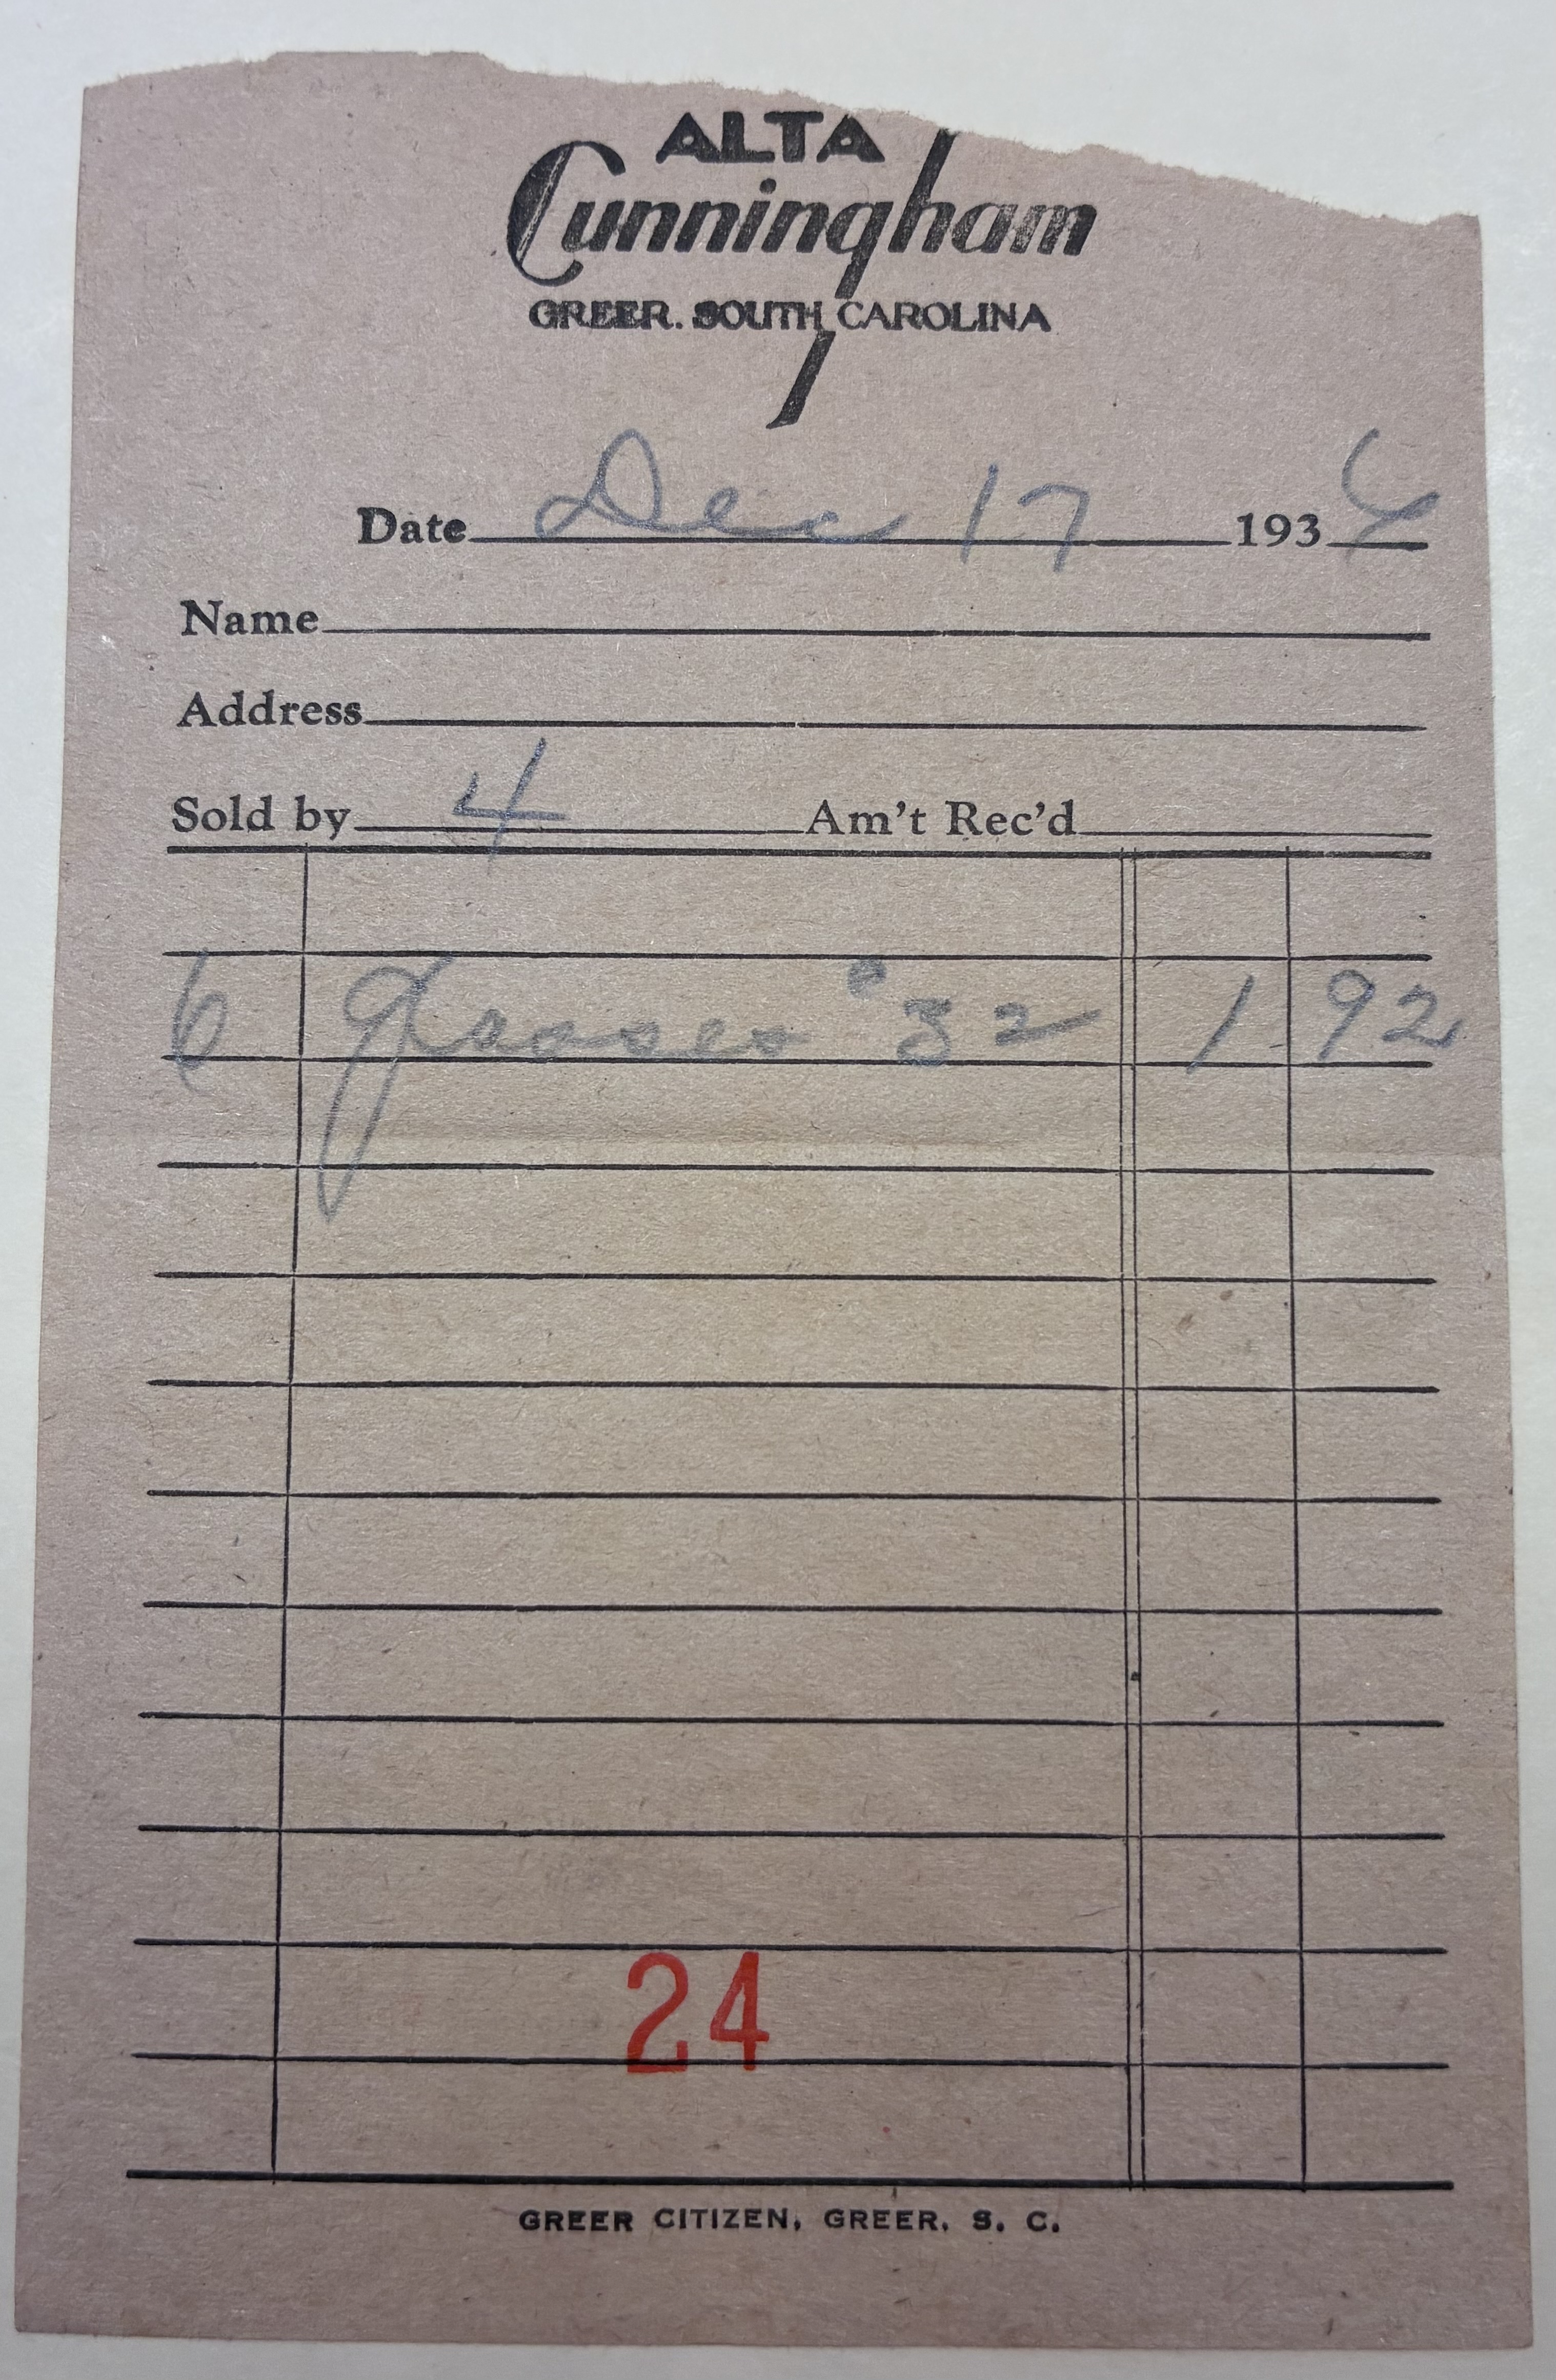 ALTA
Cunningham
GREER. SOUTH CAROLINA
Date Dec 17 1936
Name
Address
Sold by 4 Am't Rec'd
6 glasses @ 32 1 92
24
GREER CITIZEN, GREER, S. C.